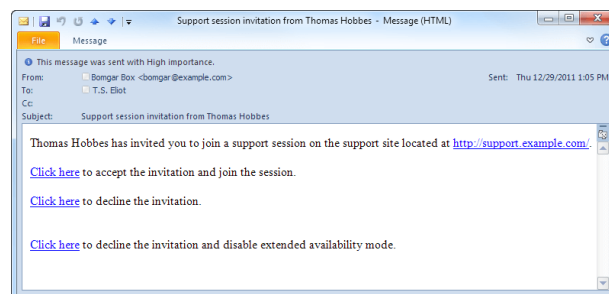 Support session invitation from Thomas Hobbes - Message (HTML)
File Message
This message was sent with High importance.
From: Bomgar Box <bomgar@example.com> Sent: Thu 12/29/2011 1:05 PM
To: T.S. Eliot
Cc:
Subject: Support session invitation from Thomas Hobbes
Thomas Hobbes has invited you to join a support session on the support site located at http://support.example.com/.
Click here to accept the invitation and join the session.
Click here to decline the invitation.
Click here to decline the invitation and disable extended availability mode.